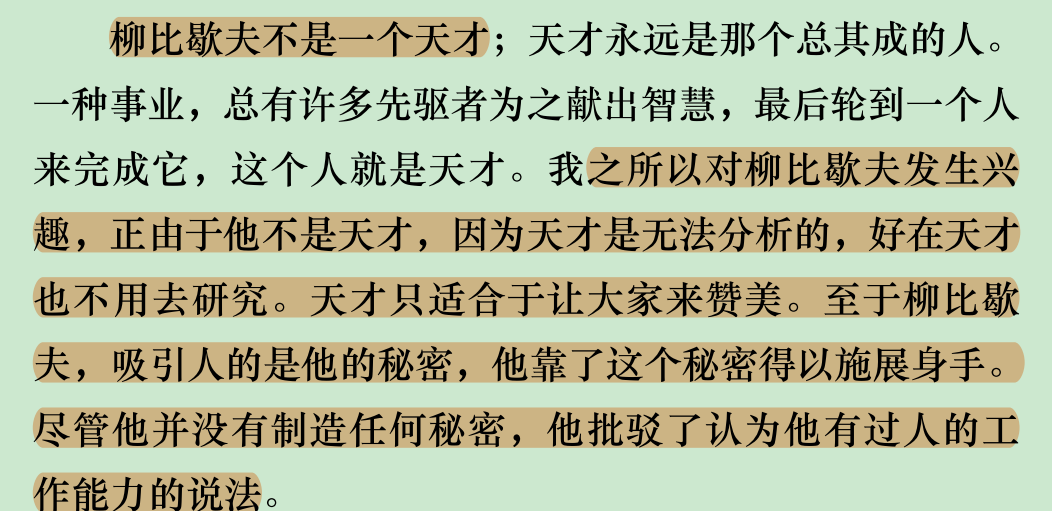 柳比歇夫不是一个天才；天才永远是那个总其成的人。
一种事业，总有许多先驱者为之献出智慧，最后轮到一个人
来完成它，这个人就是天才。我之所以对柳比歇夫发生兴
趣，正由于他不是天才，因为天才是无法分析的，好在天才
也不用去研究。天才只适合于让大家来赞美。至于柳比歇
夫，吸引人的是他的秘密，他靠了这个秘密得以施展身手。
尽管他并没有制造任何秘密，他批驳了认为他有过人的工
作能力的说法。